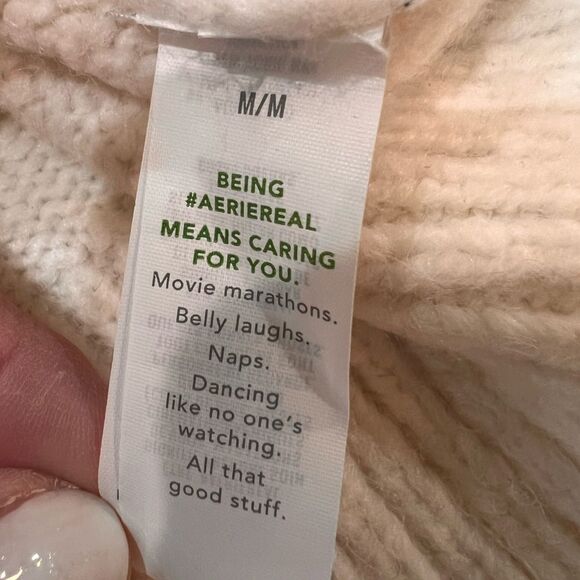 M/M
BEING
#AERIEREAL
MEANS CARING
FOR YOU.
Movie marathons.
Belly laughs.
Naps.
Dancing
like no one's
watching.
All that
good stuff.